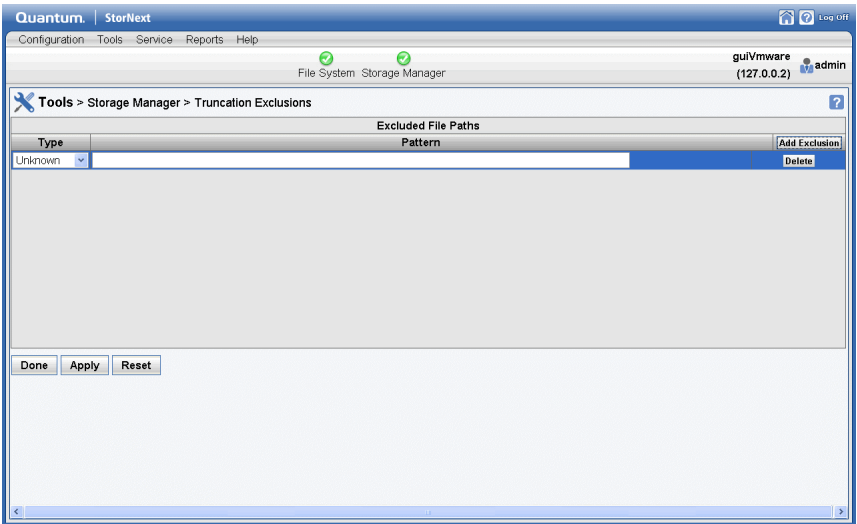 Quantum. StorNext Log Off
Configuration Tools Service Reports Help
File System Storage Manager
guiVmware
(127.0.0.2)
admin
Tools > Storage Manager > Truncation Exclusions ?
Excluded File Paths
Type Pattern Add Exclusion
Unknown Delete
Done Apply Reset